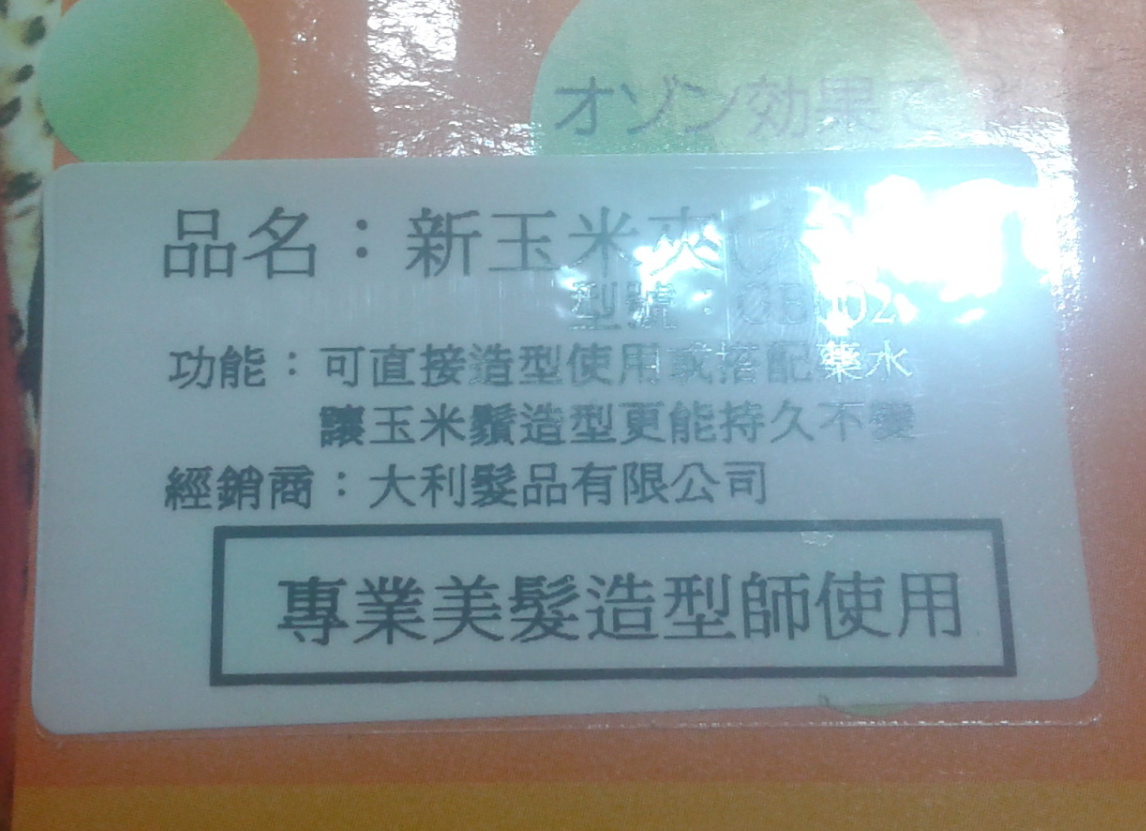 オゾン効果で
品名：新玉米夾
型號：
功能：可直接造型使用或搭配藥水
讓玉米鬚造型更能持久不變
經銷商：大利髮品有限公司
專業美髮造型師使用